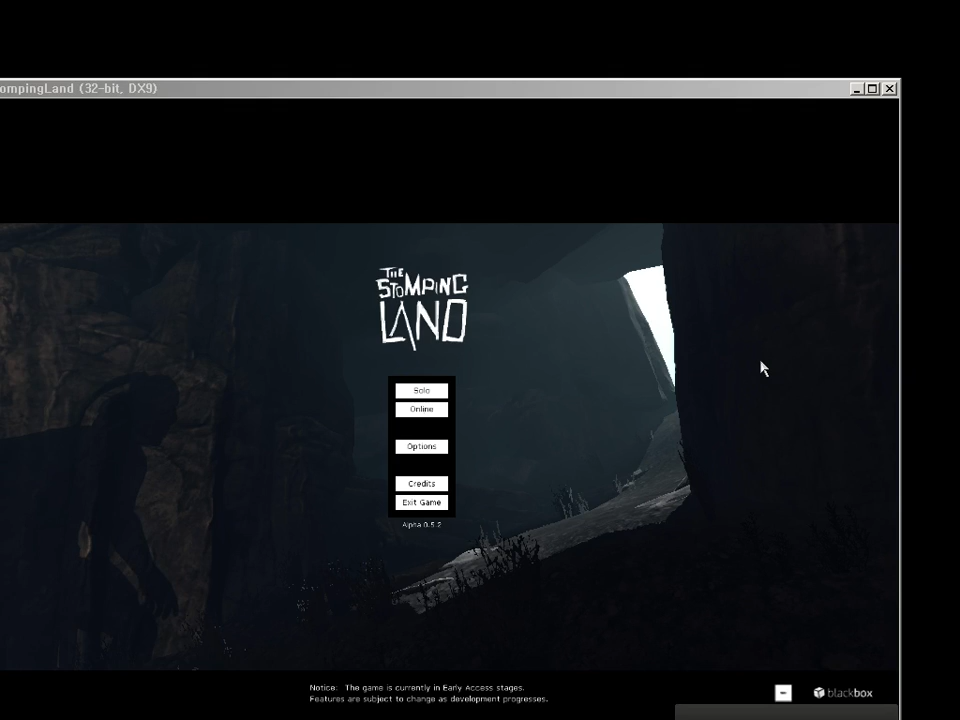 ompingLand (32-bit, DX9)
THE
STOMPING
LAND
Solo
Online
Options
Credits
Exit Game
Alpha 0.5.2
Notice: The game is currently in Early Access stages.
Features are subject to change as development progresses.
blackbox